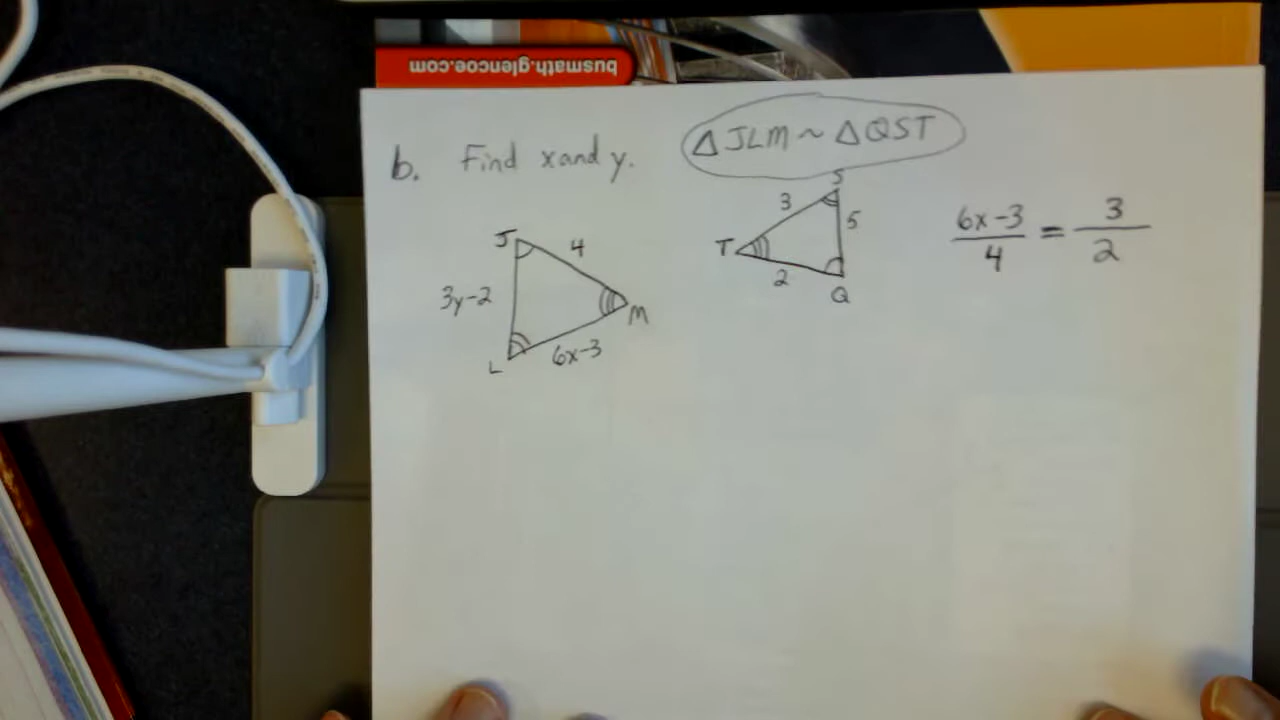 busmath.glencoe.com
b. Find x and y. △JLM ~ △QST
J 4 M 6x-3 L 3y-2
S 5 Q 2 T 3
6x-3/4 = 3/2